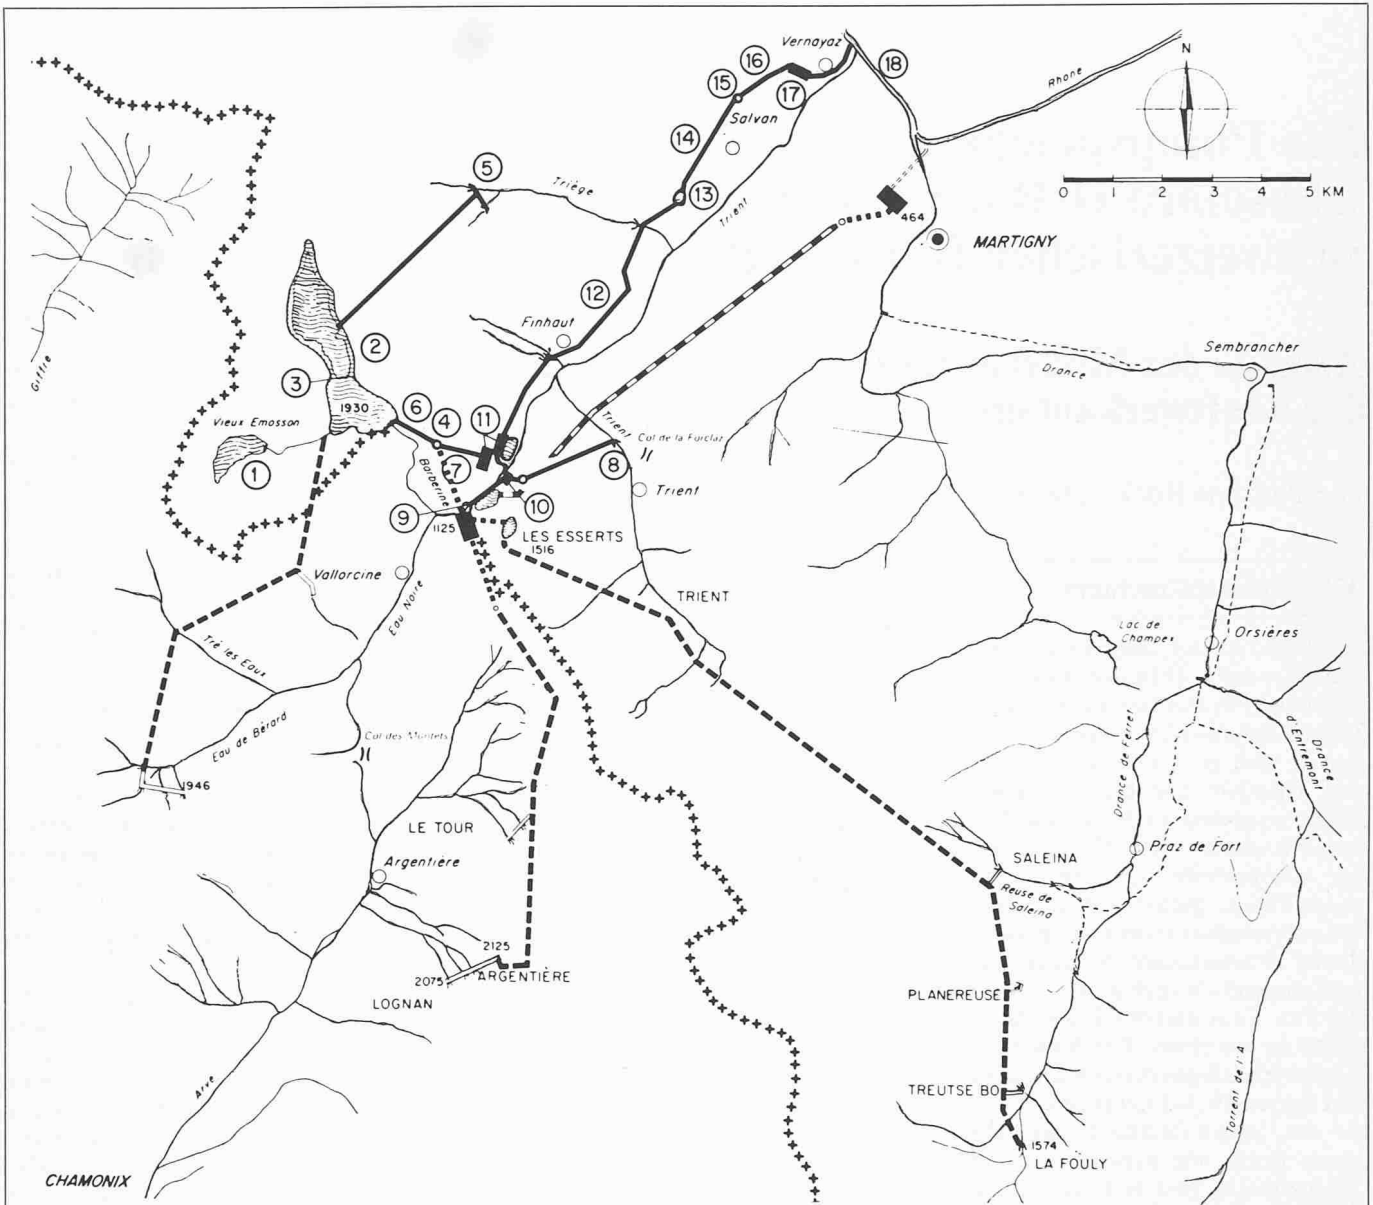 Vernayaz
16
18
N
15
17
Rhone
Salvan
14
0 1 2 3 4 5 KM
5
Triège
13
Trient
464
MARTIGNY
12
Finhaut
Giffre
2
3
Drance
Sembrancher
1930
6
4
11
Trient
Vieux Emosson
Col de la Forclaz
1
7
8
Barberine
Trient
9
10
1125
LES ESSERTS
1516
Vallorcine
TRIENT
Eau Noire
Lac de
Champex
Orsières
Tré les Eaux
Eau de Bérard
Col des Montets
Drance de Ferret
Drance
d'Entremont
1946
LE TOUR
Argentière
SALEINA
Praz de Fort
Reuse de
Saleina
2125
2075
ARGENTIÈRE
LOGNAN
PLANEREUSE
Arve
TREUTSE BO
Torrent de l'A
1574
LA FOULY
CHAMONIX